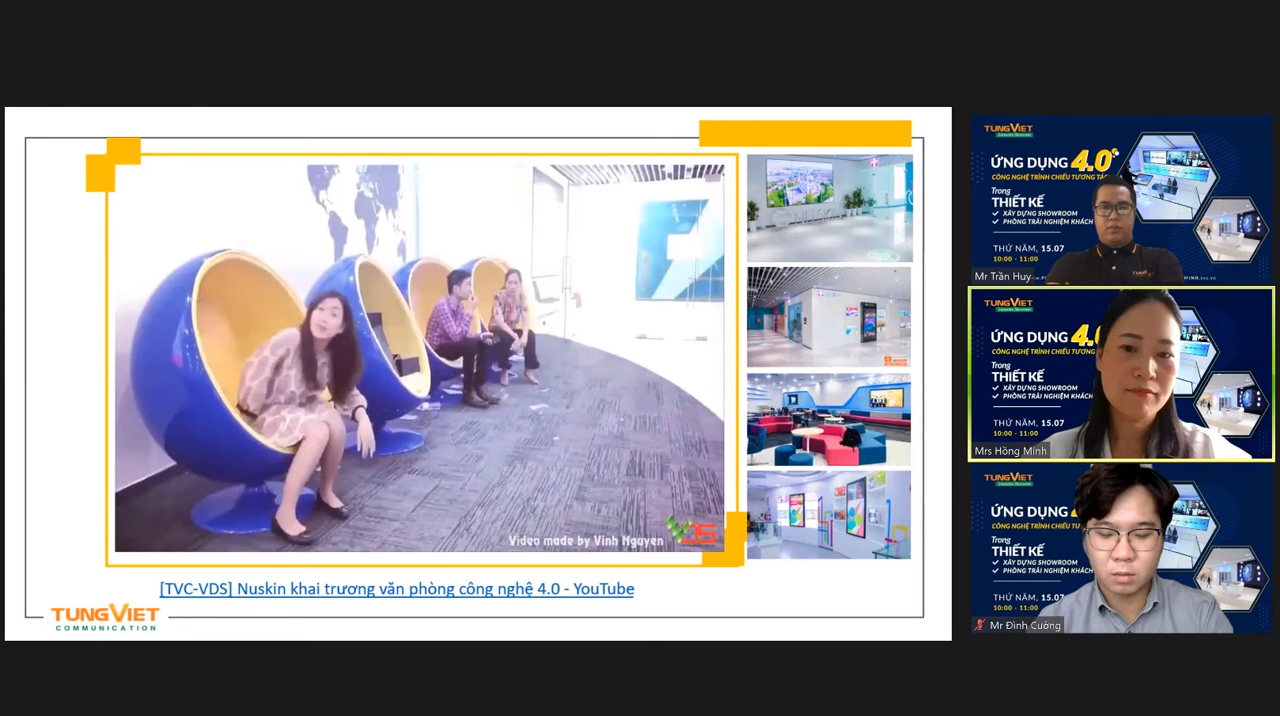 Video made by Vinh Nguyen
VDS
[TVC-VDS] Nuskin khai trương văn phòng công nghệ 4.0 - YouTube
TUNGVIET
COMMUNICATION
TUNGVIET
ỨNG DỤNG 4.0
CÔNG NGHỆ TRÌNH CHIẾU TƯƠNG TÁC
Trong
THIẾT KẾ
XÂY DỰNG SHOWROOM
PHÒNG TRẢI NGHIỆM KHÁCH
THỨ NĂM, 15.07
10:00 - 11:00
Mr Trần Huy
TUNGVIET
ỨNG DỤNG 4.0
CÔNG NGHỆ TRÌNH CHIẾU TƯƠNG
Trong
THIẾT KẾ
XÂY DỰNG SHOWROOM
PHÒNG TRẢI NGHIỆM KHÁCH
THỨ NĂM, 15.07
10:00 - 11:00
Mrs Hồng Minh
TUNGVIET
ỨNG DỤNG
CÔNG NGHỆ TRÌNH CHIẾU TƯ
Trong
THIẾT KẾ
XÂY DỰNG SHOWROOM
PHÒNG TRẢI NGHIỆM KHÁCH
THỨ NĂM, 15.07
10:00 - 11:00
Mr Đình Cường